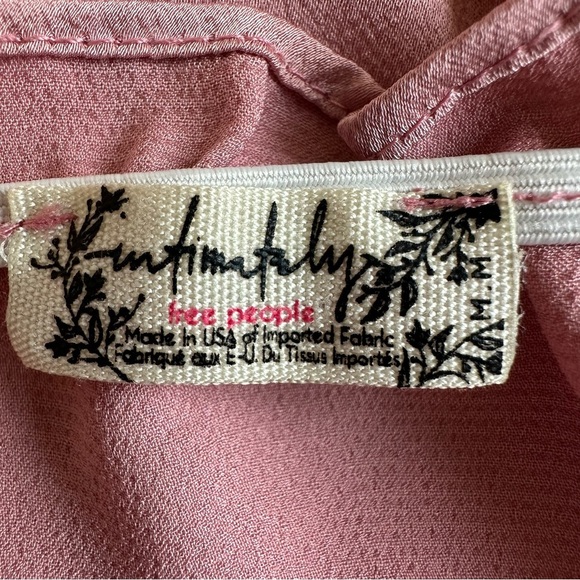 intimately
free people
Made In USA of Imported Fabric
Fabriqué aux E-U. Du Tissus Importés
M.M